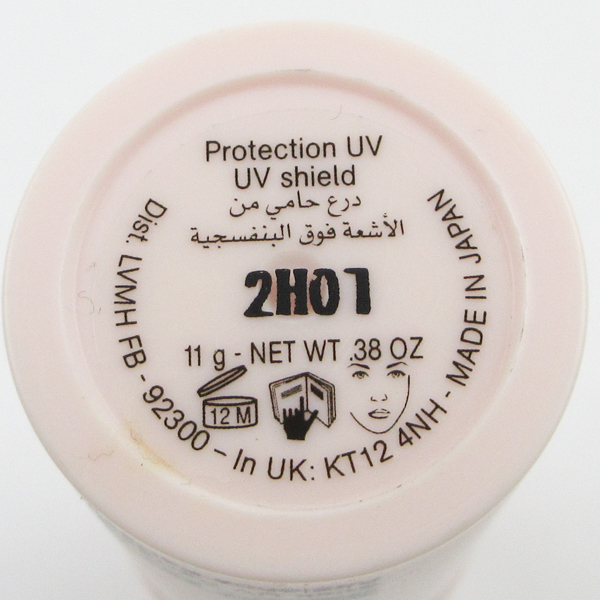 Protection UV
UV shield
درع حامي من
الأشعة فوق البنفسجية
2H01
11 g - NET WT .38 OZ
12 M
Dist. LVMH FB - 92300 – In UK: KT12 4NH - MADE IN JAPAN